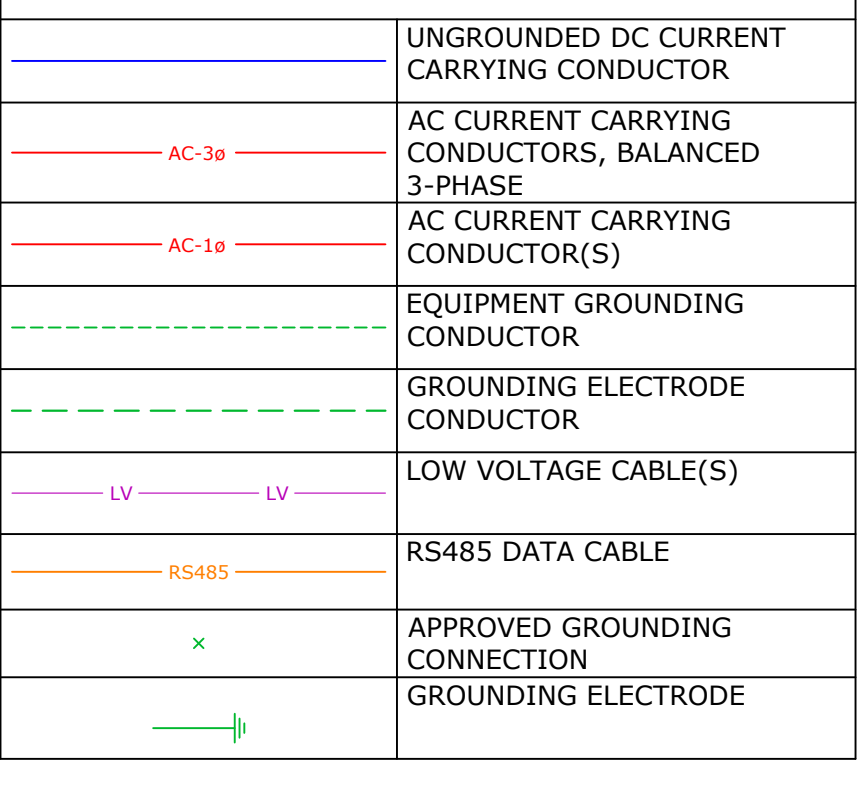 UNGROUNDED DC CURRENT
CARRYING CONDUCTOR
AC-3ø
AC CURRENT CARRYING
CONDUCTORS, BALANCED
3-PHASE
AC-1ø
AC CURRENT CARRYING
CONDUCTOR(S)
EQUIPMENT GROUNDING
CONDUCTOR
GROUNDING ELECTRODE
CONDUCTOR
LV LV
LOW VOLTAGE CABLE(S)
RS485
RS485 DATA CABLE
APPROVED GROUNDING
CONNECTION
GROUNDING ELECTRODE